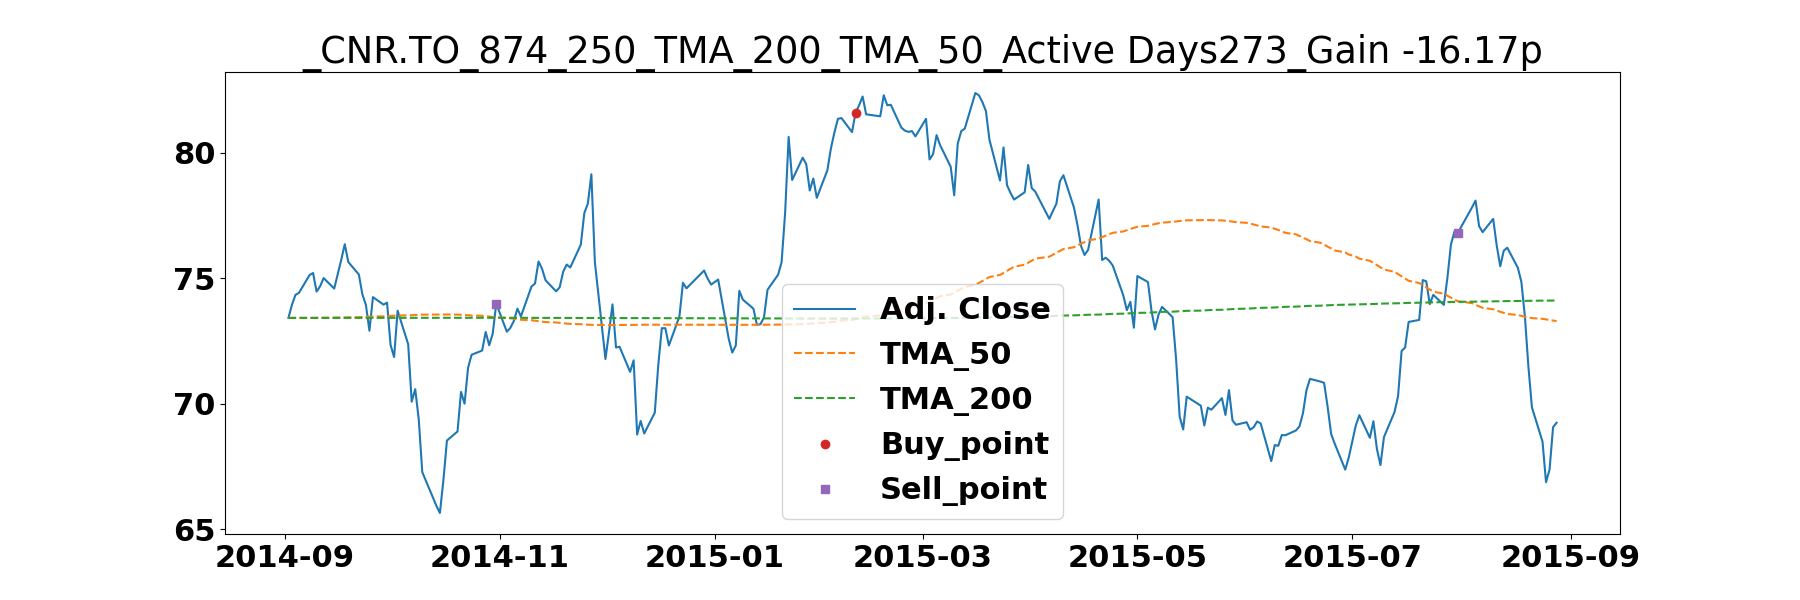 _CNR.TO_874_250_TMA_200_TMA_50_Active Days273_Gain -16.17p
80
75
70
65
Adj. Close
TMA_50
TMA_200
Buy_point
Sell_point
2014-09 2014-11 2015-01 2015-03 2015-05 2015-07 2015-09